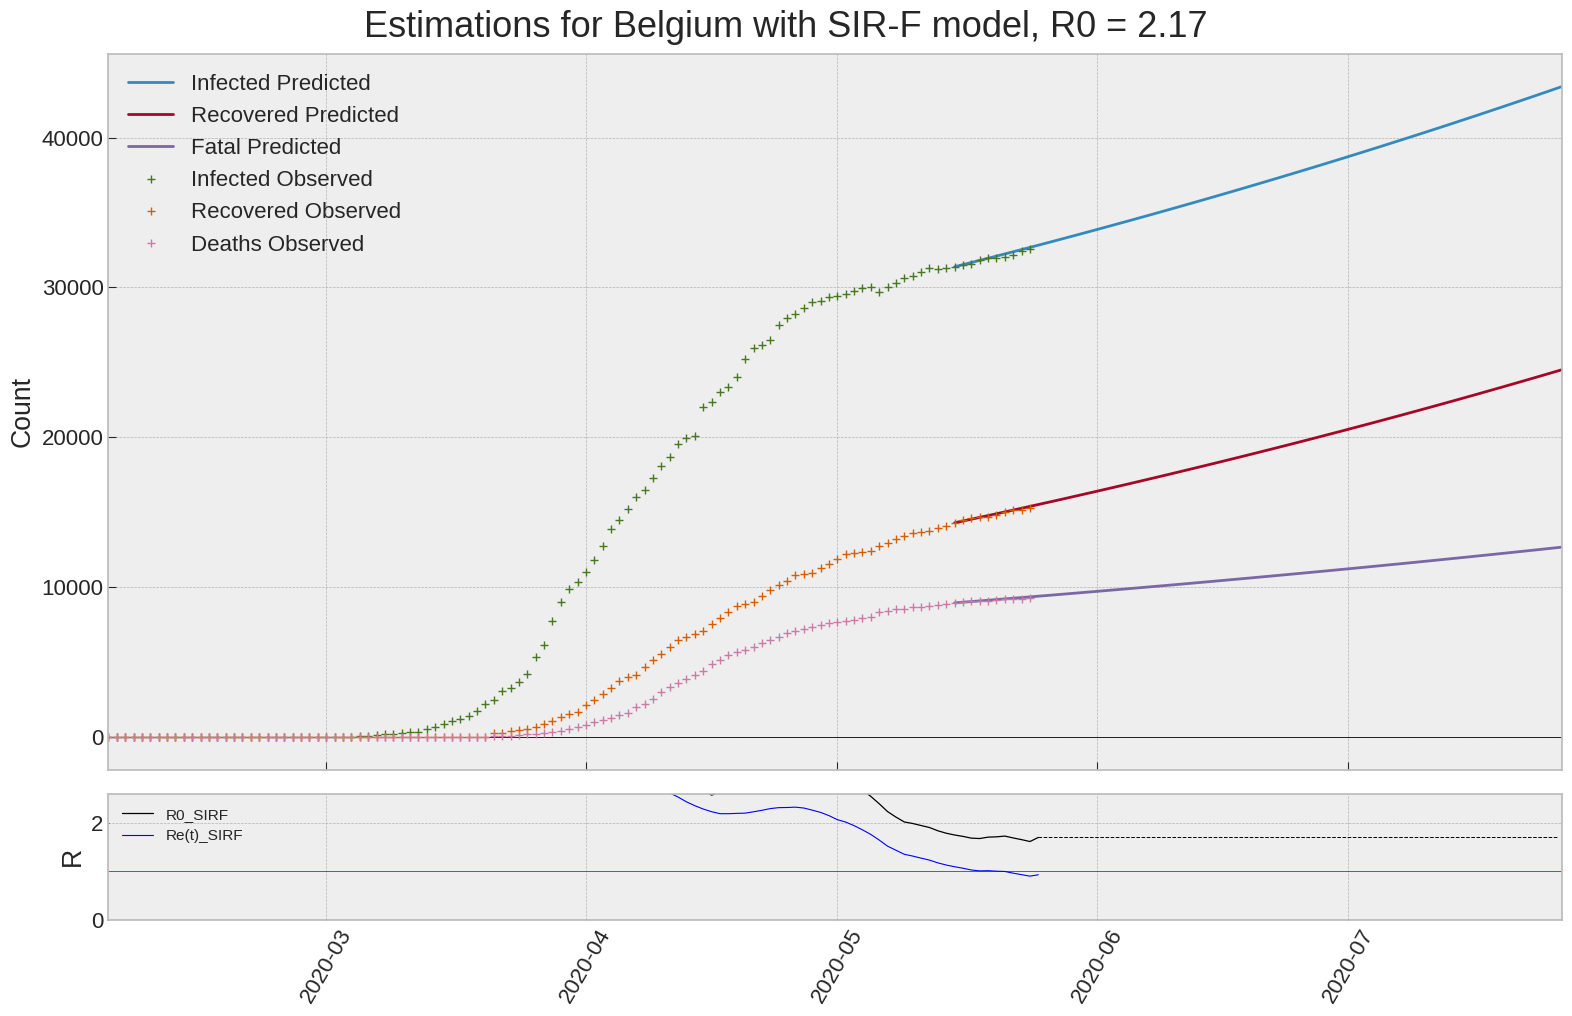 Estimations for Belgium with SIR-F model, R0 = 2.17
Infected Predicted
Recovered Predicted
Fatal Predicted
Infected Observed
Recovered Observed
Deaths Observed
Count
40000
30000
20000
10000
0
R0_SIRF
Re(t)_SIRF
R
2
0
2020-03
2020-04
2020-05
2020-06
2020-07